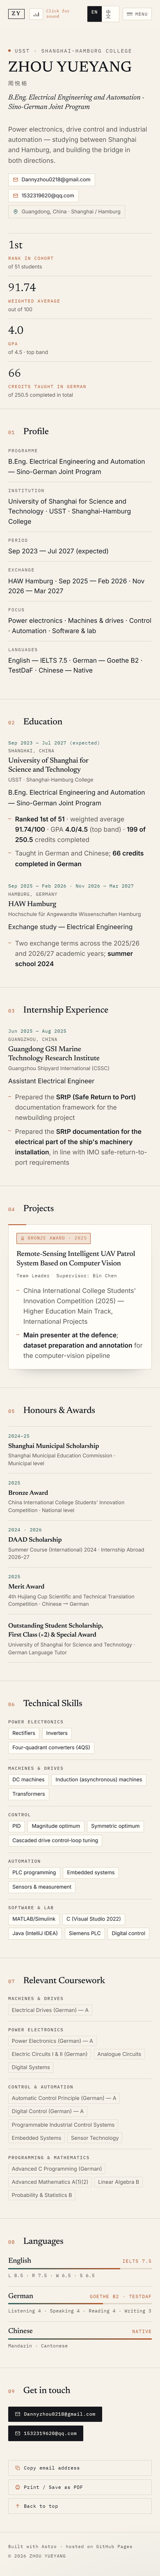 ZY
Click for
sound
EN
中文
MENU
USST · SHANGHAI-HAMBURG COLLEGE
ZHOU YUEYANG
周悦栎
B.Eng. Electrical Engineering and Automation ·
Sino-German Joint Program
Power electronics, drive control and industrial
automation — studying between Shanghai
and Hamburg, and building the bridge in
both directions.
Dannyzhou0218@gmail.com
1532319620@qq.com
Guangdong, China · Shanghai / Hamburg
1st
RANK IN COHORT
of 51 students
91.74
WEIGHTED AVERAGE
out of 100
4.0
GPA
of 4.5 · top band
66
CREDITS TAUGHT IN GERMAN
of 250.5 completed in total
01 Profile
PROGRAMME
B.Eng. Electrical Engineering and Automation
— Sino-German Joint Program
INSTITUTION
University of Shanghai for Science and
Technology · USST · Shanghai-Hamburg
College
PERIOD
Sep 2023 — Jul 2027 (expected)
EXCHANGE
HAW Hamburg · Sep 2025 — Feb 2026 · Nov
2026 — Mar 2027
FOCUS
Power electronics · Machines & drives · Control
· Automation · Software & lab
LANGUAGES
English — IELTS 7.5 · German — Goethe B2 ·
TestDaF · Chinese — Native
02 Education
Sep 2023 — Jul 2027 (expected)
SHANGHAI, CHINA
University of Shanghai for
Science and Technology
USST · Shanghai-Hamburg College
B.Eng. Electrical Engineering and Automation
— Sino-German Joint Program
– Ranked 1st of 51 · weighted average
91.74/100 · GPA 4.0/4.5 (top band) · 199 of
250.5 credits completed
– Taught in German and Chinese; 66 credits
completed in German
Sep 2025 — Feb 2026 · Nov 2026 — Mar 2027
HAMBURG, GERMANY
HAW Hamburg
Hochschule für Angewandte Wissenschaften Hamburg
Exchange study — Electrical Engineering
– Two exchange terms across the 2025/26
and 2026/27 academic years; summer
school 2024
03 Internship Experience
Jun 2025 — Aug 2025
GUANGZHOU, CHINA
Guangdong GSI Marine
Technology Research Institute
Guangzhou Shipyard International (CSSC)
Assistant Electrical Engineer
– Prepared the SRtP (Safe Return to Port)
documentation framework for the
newbuilding project
– Prepared the SRtP documentation for the
electrical part of the ship's machinery
installation, in line with IMO safe-return-to-
port requirements
04 Projects
BRONZE AWARD · 2025
Remote-Sensing Intelligent UAV Patrol
System Based on Computer Vision
Team Leader Supervisor: Bin Chen
– China International College Students'
Innovation Competition (2025) —
Higher Education Main Track,
International Projects
– Main presenter at the defence;
dataset preparation and annotation for
the computer-vision pipeline
05 Honours & Awards
2024–25
Shanghai Municipal Scholarship
Shanghai Municipal Education Commission ·
Municipal level
2025
Bronze Award
China International College Students' Innovation
Competition · National level
2024 · 2026
DAAD Scholarship
Summer Course (International) 2024 · Internship Abroad
2026–27
2025
Merit Award
4th Hujiang Cup Scientific and Technical Translation
Competition · Chinese → German
Outstanding Student Scholarship,
First Class (×2) & Special Award
University of Shanghai for Science and Technology ·
German Language Tutor
06 Technical Skills
POWER ELECTRONICS
Rectifiers
Inverters
Four-quadrant converters (4QS)
MACHINES & DRIVES
DC machines
Induction (asynchronous) machines
Transformers
CONTROL
PID
Magnitude optimum
Symmetric optimum
Cascaded drive control-loop tuning
AUTOMATION
PLC programming
Embedded systems
Sensors & measurement
SOFTWARE & LAB
MATLAB/Simulink
C (Visual Studio 2022)
Java (IntelliJ IDEA)
Siemens PLC
Digital control
07 Relevant Coursework
MACHINES & DRIVES
Electrical Drives (German) — A
POWER ELECTRONICS
Power Electronics (German) — A
Electric Circuits I & II (German)
Analogue Circuits
Digital Systems
CONTROL & AUTOMATION
Automatic Control Principle (German) — A
Digital Control (German) — A
Programmable Industrial Control Systems
Embedded Systems
Sensor Technology
PROGRAMMING & MATHEMATICS
Advanced C Programming (German)
Advanced Mathematics A(1)(2)
Linear Algebra B
Probability & Statistics B
08 Languages
English
IELTS 7.5
L 8.5 · R 7.5 · W 6.5 · S 6.5
German
GOETHE B2 · TESTDAF
Listening 4 · Speaking 4 · Reading 4 · Writing 3
Chinese
NATIVE
Mandarin · Cantonese
09 Get in touch
Dannyzhou0218@gmail.com
1532319620@qq.com
Copy email address
Print / Save as PDF
↑ Back to top
Built with Astro · hosted on GitHub Pages
© 2026 ZHOU YUEYANG